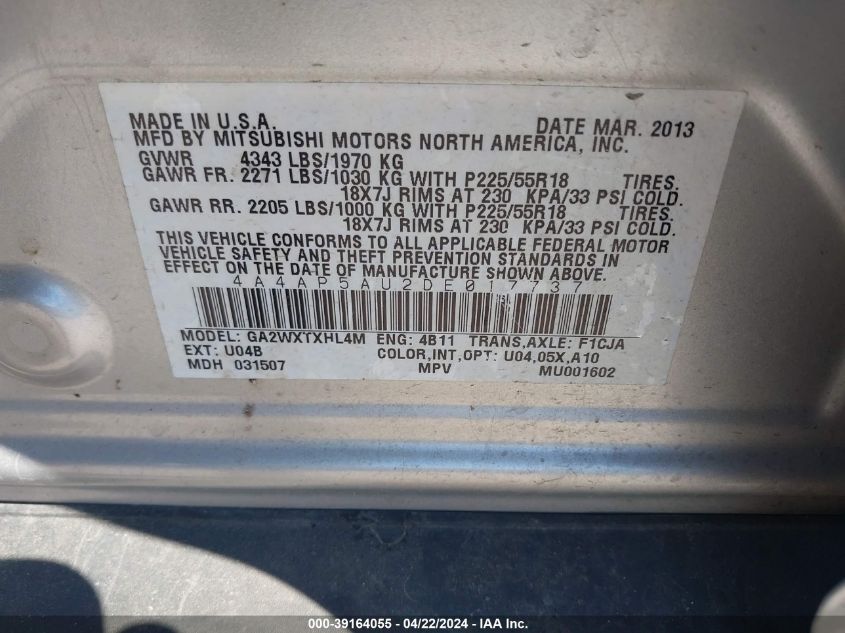 MADE IN U.S.A. DATE MAR. 2013
MFD BY MITSUBISHI MOTORS NORTH AMERICA, INC.
GVWR 4343 LBS/1970 KG
GAWR FR. 2271 LBS/1030 KG WITH P225/55R18 TIRES.
18X7J RIMS AT 230 KPA/33 PSI COLD.
GAWR RR. 2205 LBS/1000 KG WITH P225/55R18 TIRES.
18X7J RIMS AT 230 KPA/33 PSI COLD.
THIS VEHICLE CONFORMS TO ALL APPLICABLE FEDERAL MOTOR
VEHICLE SAFETY AND THEFT PREVENTION STANDARDS IN
EFFECT ON THE DATE OF MANUFACTURE SHOWN ABOVE.
4A4AP5AU2DE017737
MODEL: GA2WXTXHL4M ENG: 4B11 TRANS,AXLE: F1CJA
EXT: U04B COLOR,INT,OPT: U04,05X,A10
MDH 031507 MPV MU001602
000-39164055 - 04/22/2024 - IAAI.COM